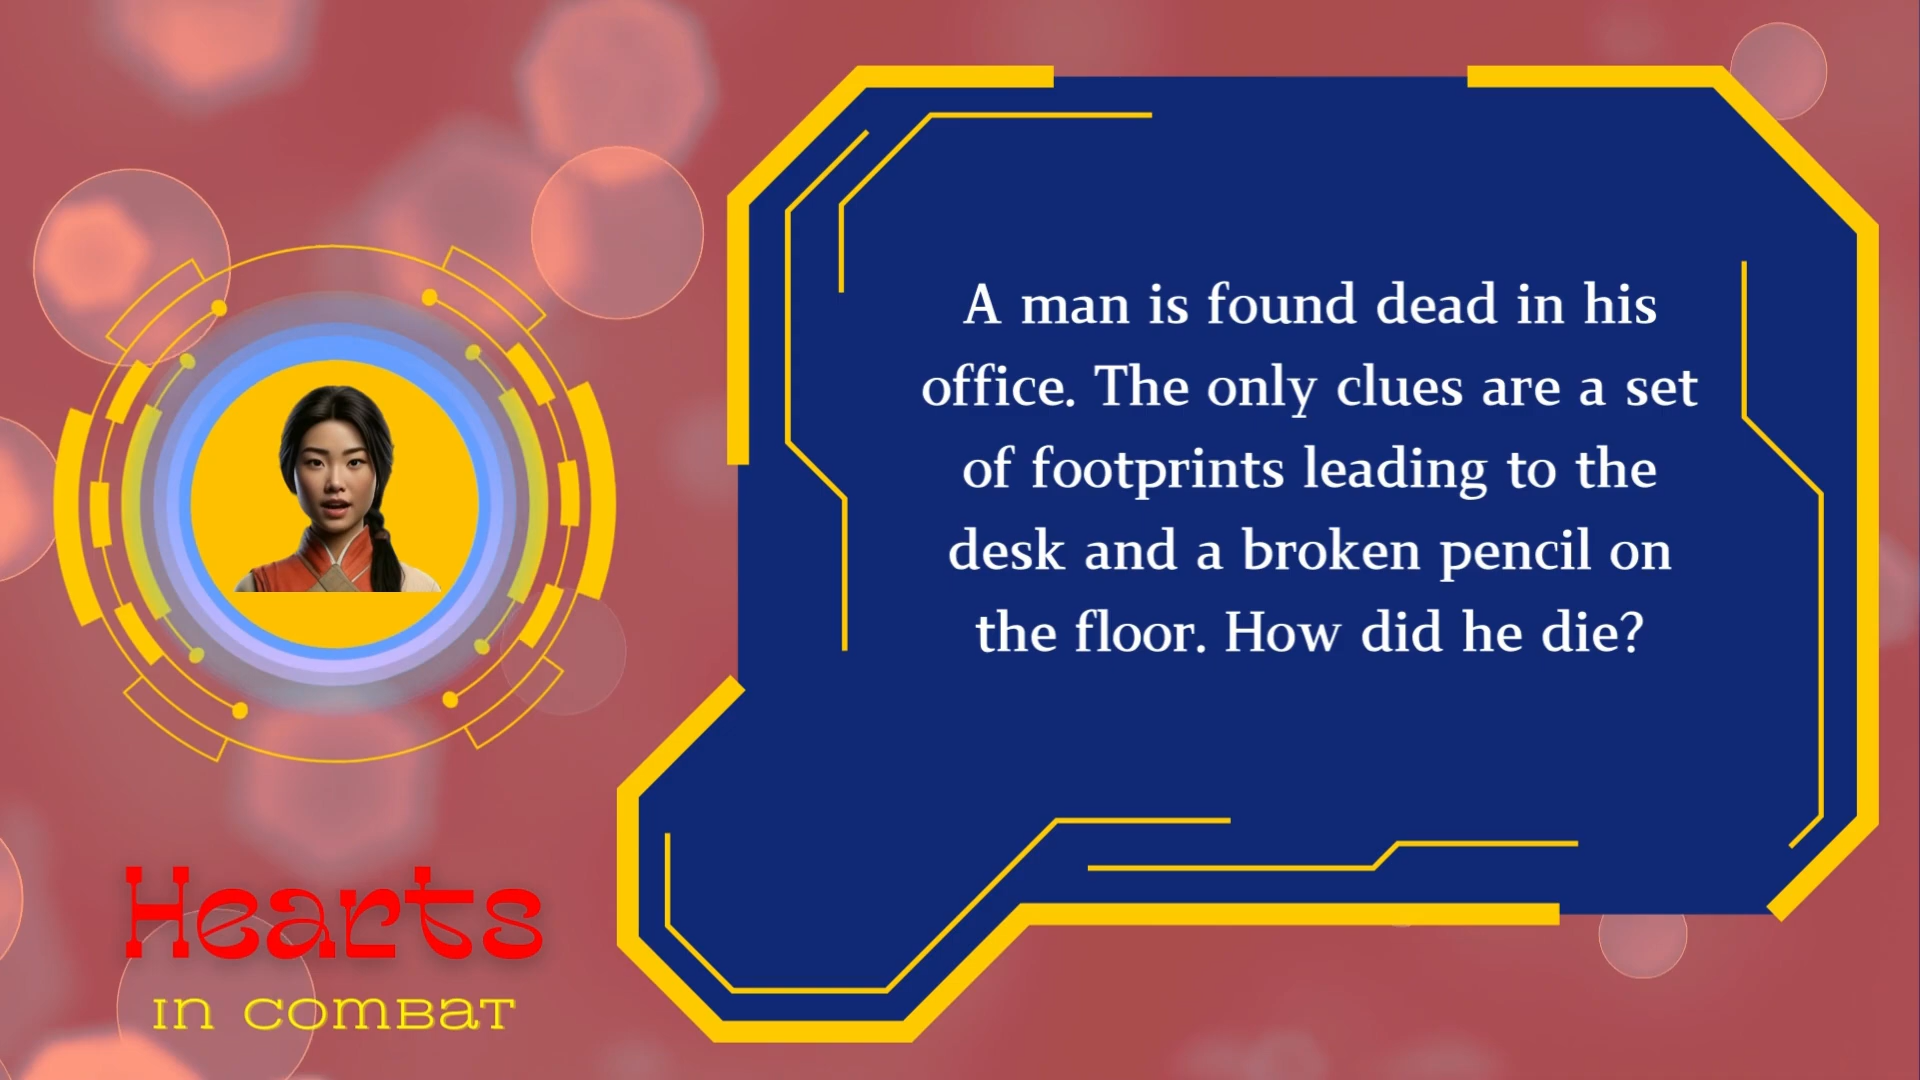 A man is found dead in his
office. The only clues are a set
of footprints leading to the
desk and a broken pencil on
the floor. How did he die?
Hearts
IN COMBAT